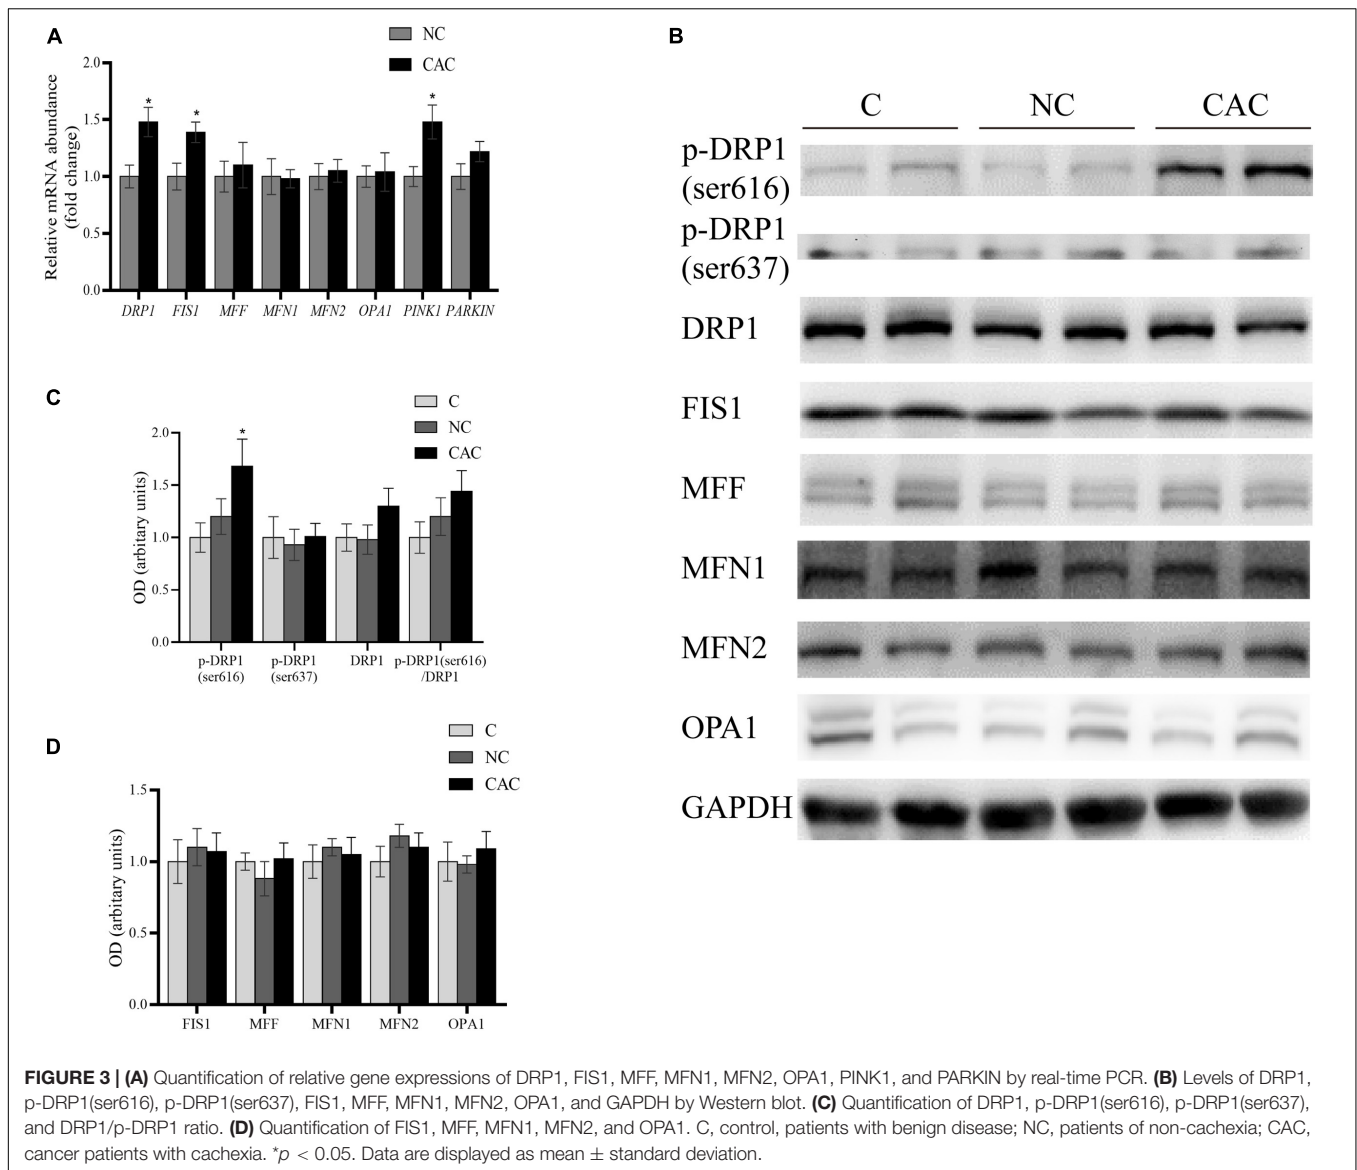 A
NC
CAC
Relative mRNA abundance
(fold change)
2.0
1.5
1.0
0.5
0.0
* * *
DRP1 FIS1 MFF MFN1 MFN2 OPA1 PINK1 PARKIN
B
C NC CAC
p-DRP1
(ser616)
p-DRP1
(ser637)
DRP1
FIS1
MFF
MFN1
MFN2
OPA1
GAPDH
C
C
NC
CAC
OD (arbitary units)
2.0
1.5
1.0
0.5
0.0
*
p-DRP1 p-DRP1 DRP1 p-DRP1(ser616)
(ser616) (ser637) /DRP1
D
C
NC
CAC
OD (arbitary units)
1.5
1.0
0.5
0.0
FIS1 MFF MFN1 MFN2 OPA1
FIGURE 3 | (A) Quantification of relative gene expressions of DRP1, FIS1, MFF, MFN1, MFN2, OPA1, PINK1, and PARKIN by real-time PCR. (B) Levels of DRP1,
p-DRP1(ser616), p-DRP1(ser637), FIS1, MFF, MFN1, MFN2, OPA1, and GAPDH by Western blot. (C) Quantification of DRP1, p-DRP1(ser616), p-DRP1(ser637),
and DRP1/p-DRP1 ratio. (D) Quantification of FIS1, MFF, MFN1, MFN2, and OPA1. C, control, patients with benign disease; NC, patients of non-cachexia; CAC,
cancer patients with cachexia. *p < 0.05. Data are displayed as mean ± standard deviation.